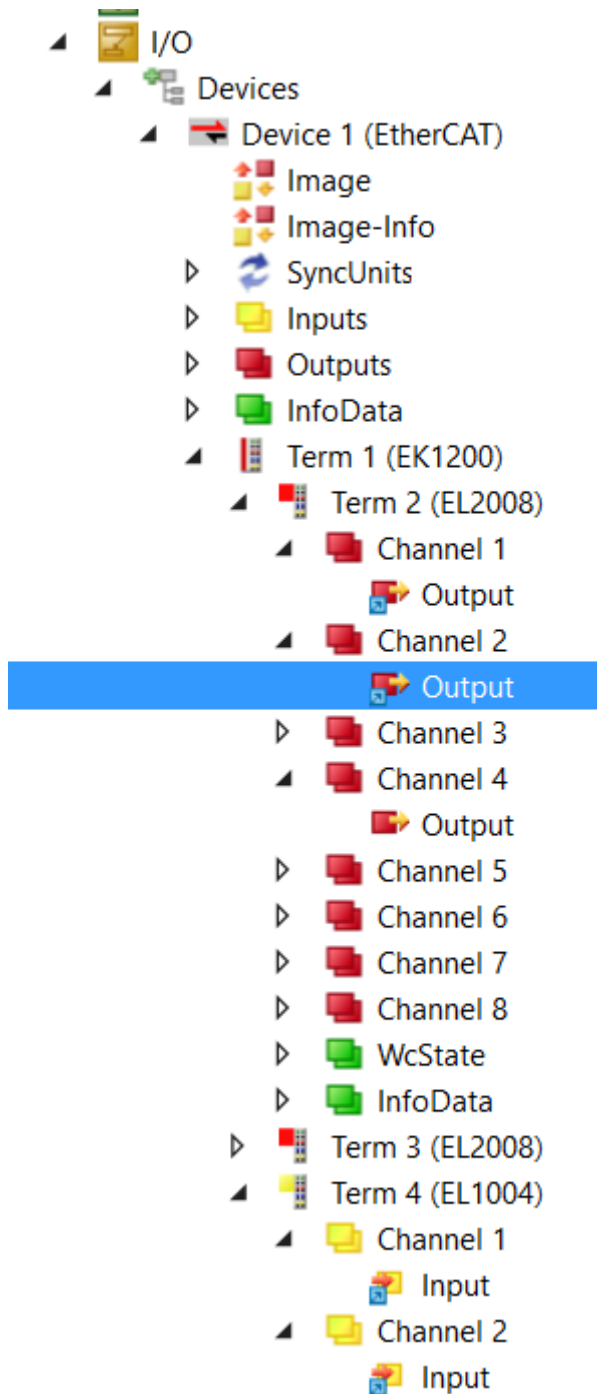 I/O
Devices
Device 1 (EtherCAT)
Image
Image-Info
SyncUnits
Inputs
Outputs
InfoData
Term 1 (EK1200)
Term 2 (EL2008)
Channel 1
Output
Channel 2
Output
Channel 3
Channel 4
Output
Channel 5
Channel 6
Channel 7
Channel 8
WcState
InfoData
Term 3 (EL2008)
Term 4 (EL1004)
Channel 1
Input
Channel 2
Input